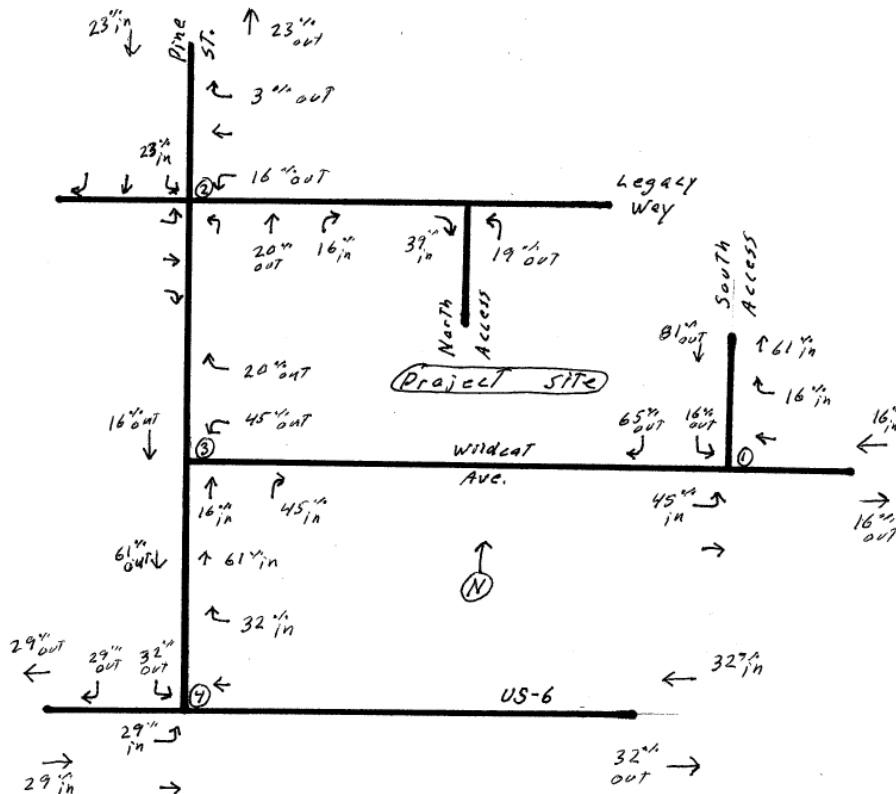 23% in
Pine ST.
23% out
3% out
23% in
16% out
2
Legacy Way
20% out
16% in
39% in
19% out
North Access
South Access
81% out
61% in
16% in
Project Site
20% out
45% out
16% out
3
Wildcat Ave.
65% out
16% out
1
16% in
16% in
45% in
45% in
16% out
61% out
61% in
N
32% in
29% out
29% out
32% out
4
US-6
32% in
29% in
29% in
32% out